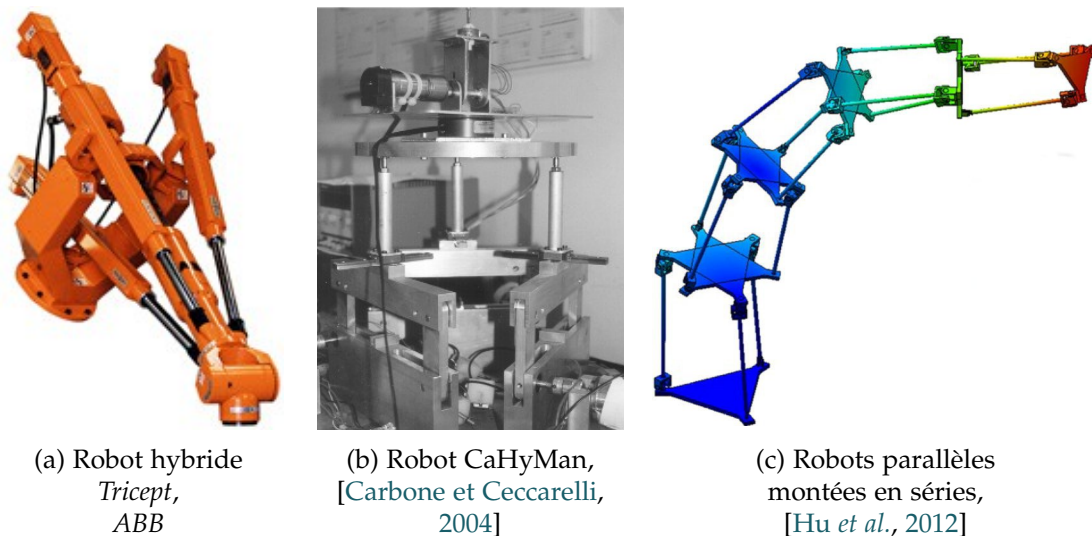 (a) Robot hybride
Tricept,
ABB
(b) Robot CaHyMan,
[Carbone et Ceccarelli,
2004]
(c) Robots parallèles
montées en séries,
[Hu et al., 2012]